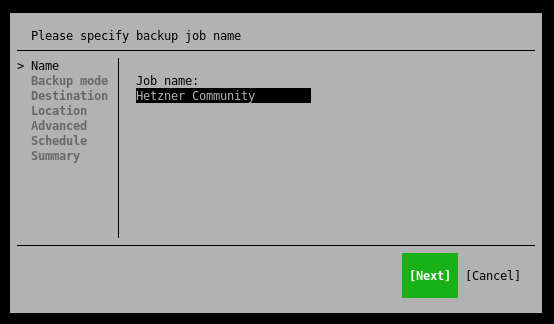 Please specify backup job name
> Name
Backup mode
Destination
Location
Advanced
Schedule
Summary
Job name:
Hetzner Community
[Next] [Cancel]